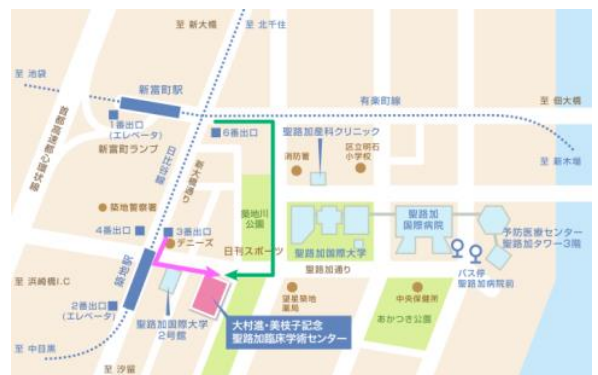 至 新大橋
至 北千住
至 池袋
新富町駅
有楽町線
至 佃大橋
首都高速都心環状線
1番出口
(エレベータ)
新富町ランプ
日比谷線
新大橋通り
6番出口
聖路加産科クリニック
消防署
区立明石
小学校
至 新木場
築地警察署
4番出口
3番出口
デニーズ
築地川
公園
日刊スポーツ
聖路加国際大学
聖路加
国際病院
予防医療センター
聖路加タワー3階
聖路加通り
バス停
聖路加病院前
築地駅
至 浜崎橋I.C
2番出口
(エレベータ)
聖路加国際大学
2号館
望星築地
薬局
中央保健所
あかつき公園
大村進・美枝子記念
聖路加臨床学術センター
至 中目黒
至 汐留